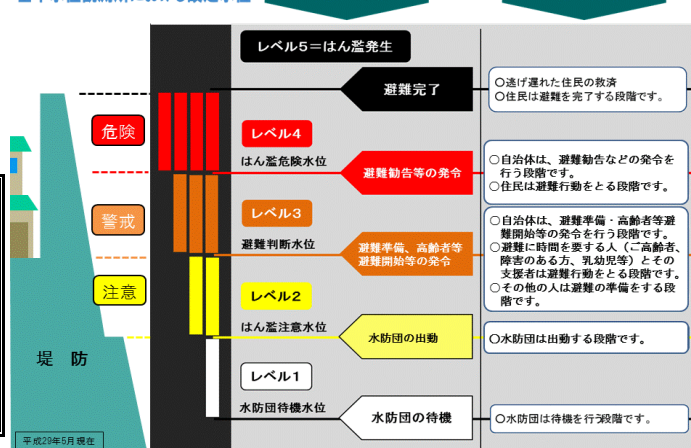 レベル5＝はん濫発生
避難完了
○逃げ遅れた住民の救済
○住民は避難を完了する段階です。
危険
レベル4
はん濫危険水位
避難勧告等の発令
○自治体は、避難勧告などの発令を
行う段階です。
○住民は避難行動をとる段階です。
警戒
レベル3
避難判断水位
避難準備、高齢者等
避難開始等の発令
○自治体は、避難準備・高齢者等避
難開始等の発令を行う段階です。
○避難に時間を要する人（ご高齢者、
障害のある方、乳幼児等）とその
支援者は避難行動をとる段階です。
○その他の人は避難の準備をする段
階です。
注意
レベル2
はん濫注意水位
水防団の出動
○水防団は出動する段階です。
堤 防
レベル1
水防団待機水位
水防団の待機
○水防団は待機を行う段階です。
平成29年5月現在